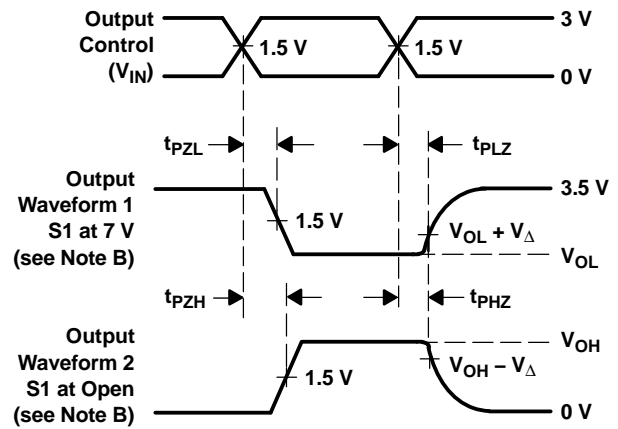 Output
Control
(VIN)
3 V
1.5 V
1.5 V
0 V
tPZL
tPLZ
Output
Waveform 1
S1 at 7 V
(see Note B)
3.5 V
1.5 V
VOL + VΔ
VOL
tPZH
tPHZ
Output
Waveform 2
S1 at Open
(see Note B)
VOH
1.5 V
VOH − VΔ
0 V